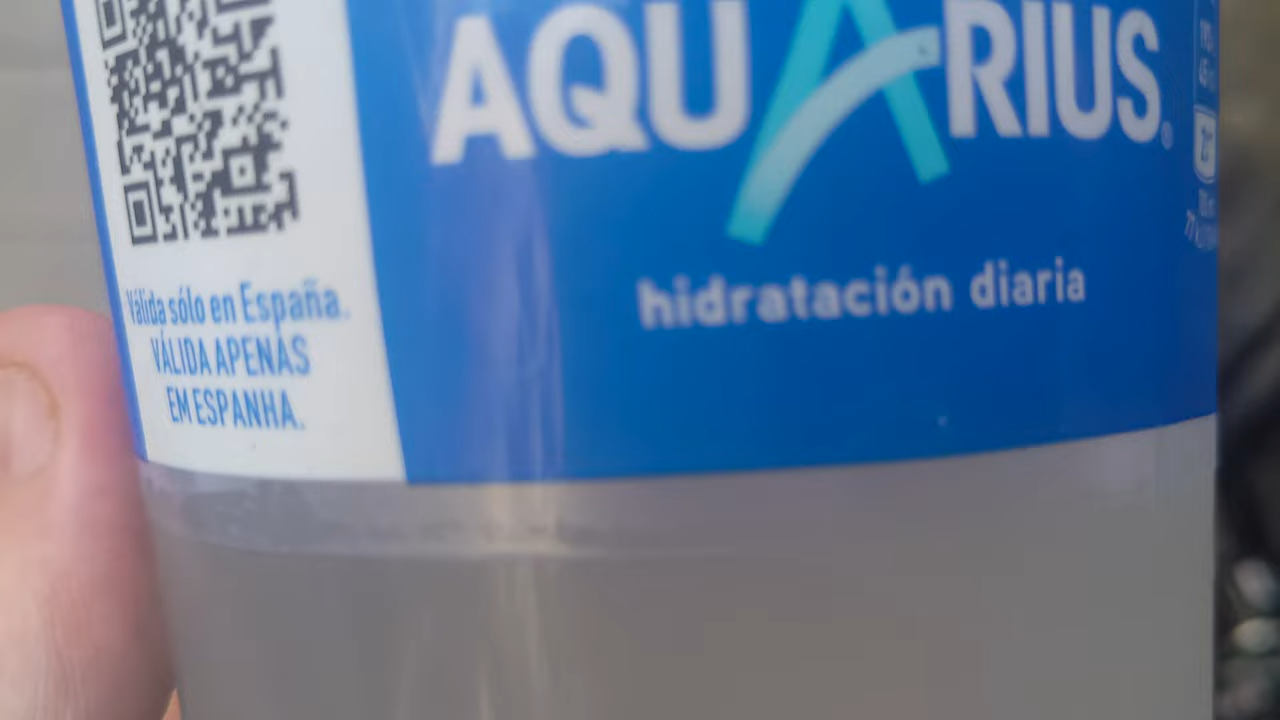 AQUARIUS®
hidratación diaria
Válida sólo en España.
VÁLIDA APENAS
EM ESPANHA.